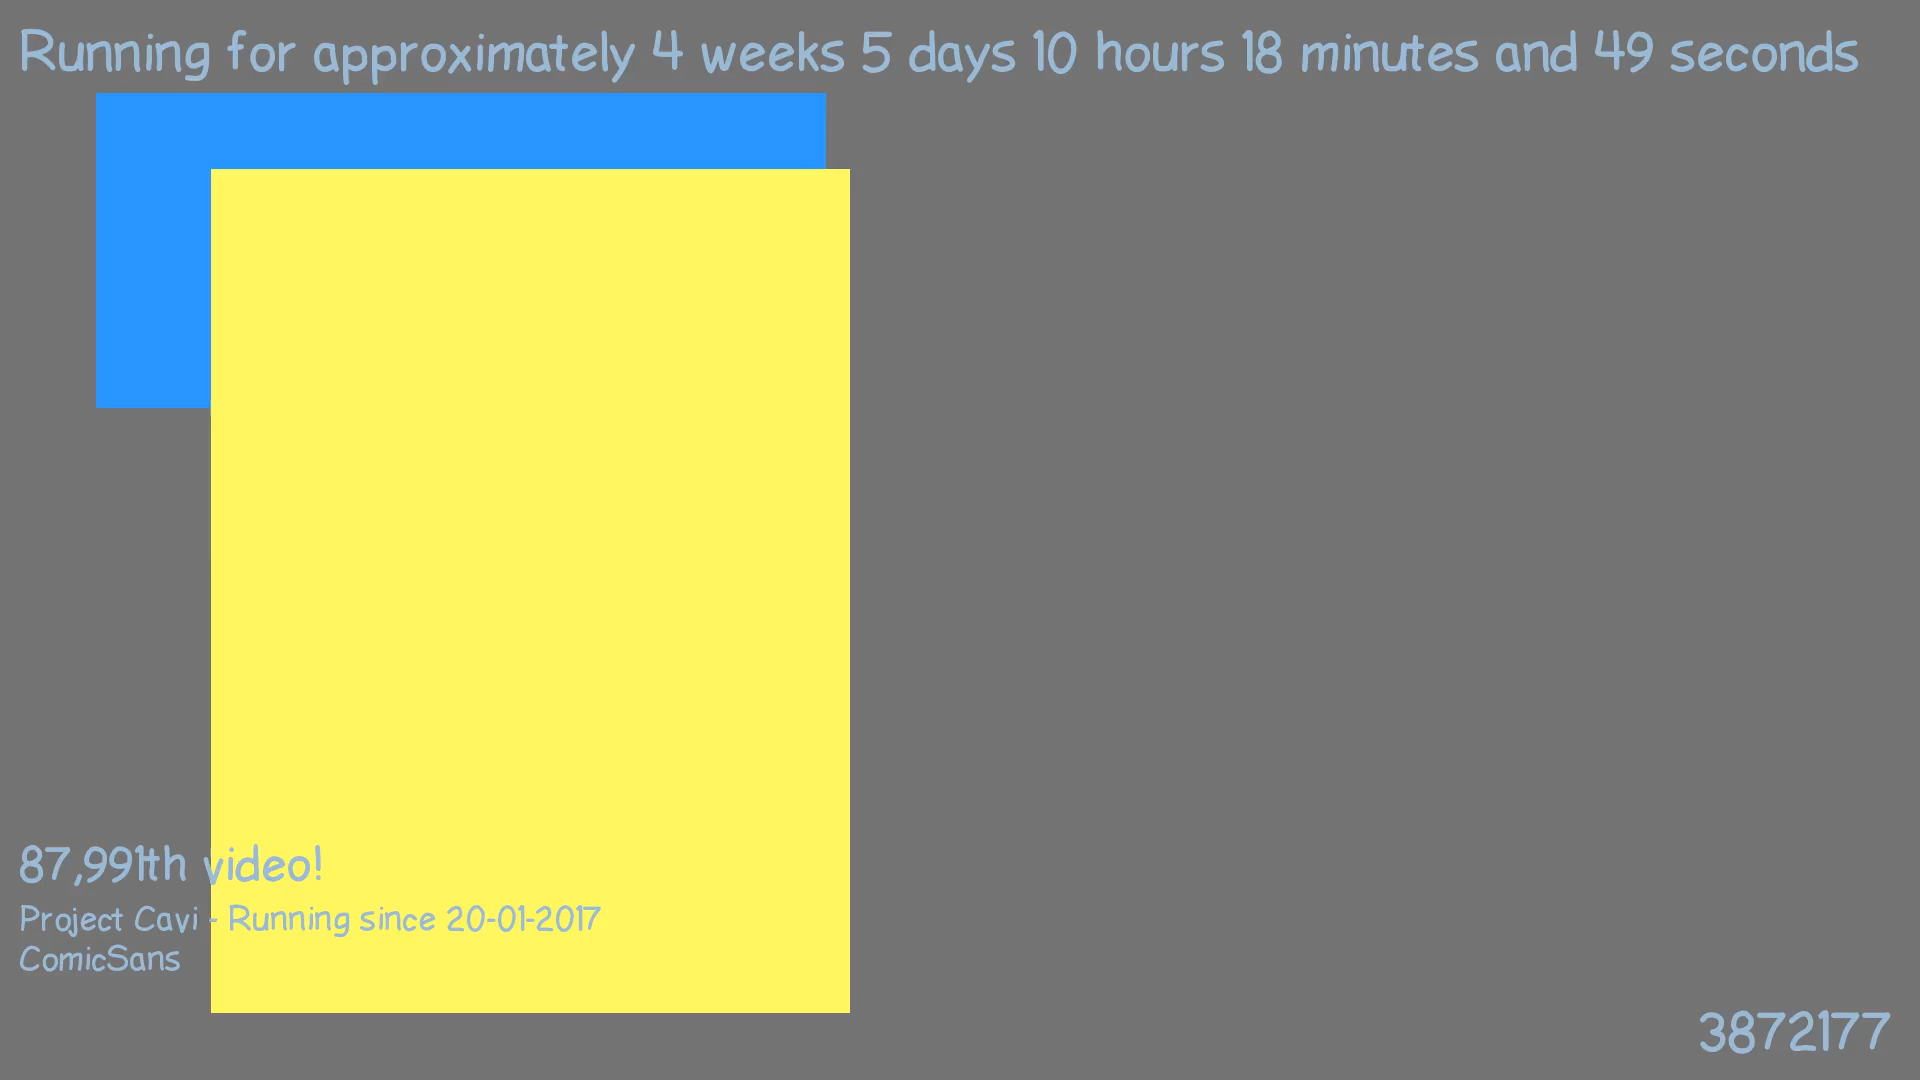 Running for approximately 4 weeks 5 days 10 hours 18 minutes and 49 seconds
87,991th video!
Project Cavi - Running since 20-01-2017
ComicSans
3872177